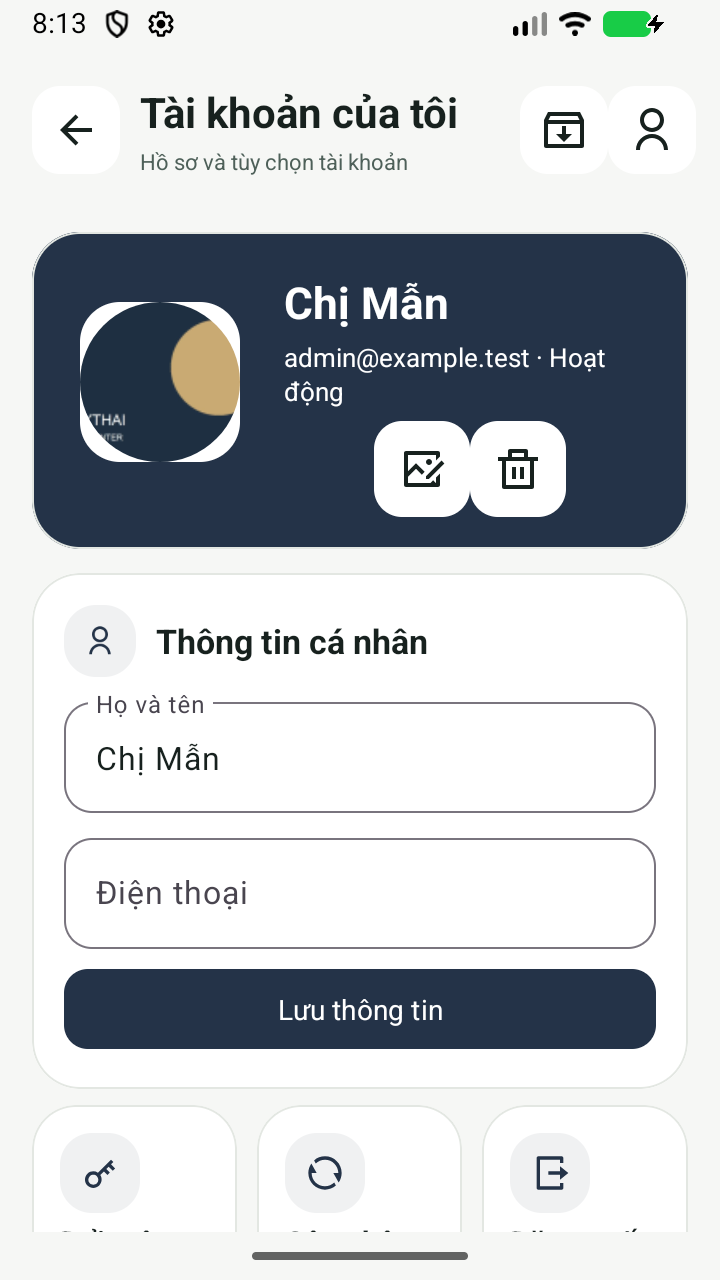 8:13
Tài khoản của tôi
Hồ sơ và tùy chọn tài khoản
Chị Mẫn
admin@example.test · Hoạt
động
Thông tin cá nhân
Họ và tên
Chị Mẫn
Điện thoại
Lưu thông tin